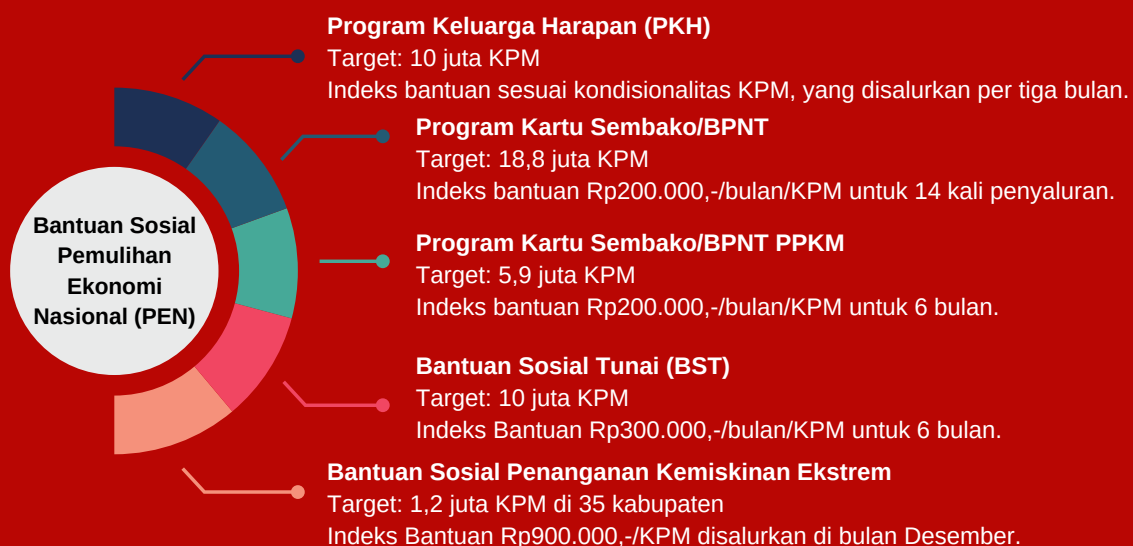 Program Keluarga Harapan (PKH)
Target: 10 juta KPM
Indeks bantuan sesuai kondisionalitas KPM, yang disalurkan per tiga bulan.
Program Kartu Sembako/BPNT
Target: 18,8 juta KPM
Indeks bantuan Rp200.000,-/bulan/KPM untuk 14 kali penyaluran.
Bantuan Sosial
Pemulihan
Ekonomi
Nasional (PEN)
Program Kartu Sembako/BPNT PPKM
Target: 5,9 juta KPM
Indeks bantuan Rp200.000,-/bulan/KPM untuk 6 bulan.
Bantuan Sosial Tunai (BST)
Target: 10 juta KPM
Indeks Bantuan Rp300.000,-/bulan/KPM untuk 6 bulan.
Bantuan Sosial Penanganan Kemiskinan Ekstrem
Target: 1,2 juta KPM di 35 kabupaten
Indeks Bantuan Rp900.000,-/KPM disalurkan di bulan Desember.